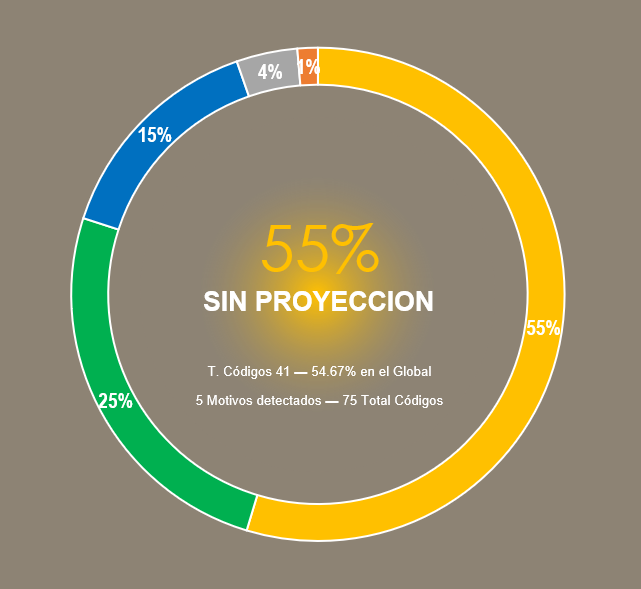 4%
1%
15%
55%
SIN PROYECCION
55%
T. Códigos 41 — 54.67% en el Global
25%
5 Motivos detectados — 75 Total Códigos